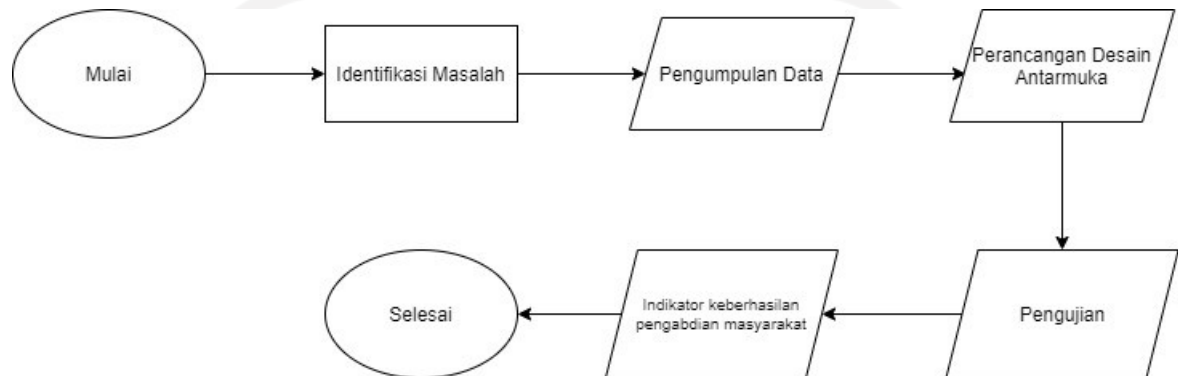 Mulai
Identifikasi Masalah
Pengumpulan Data
Perancangan Desain
Antarmuka
Pengujian
Indikator keberhasilan
pengabdian masyarakat
Selesai